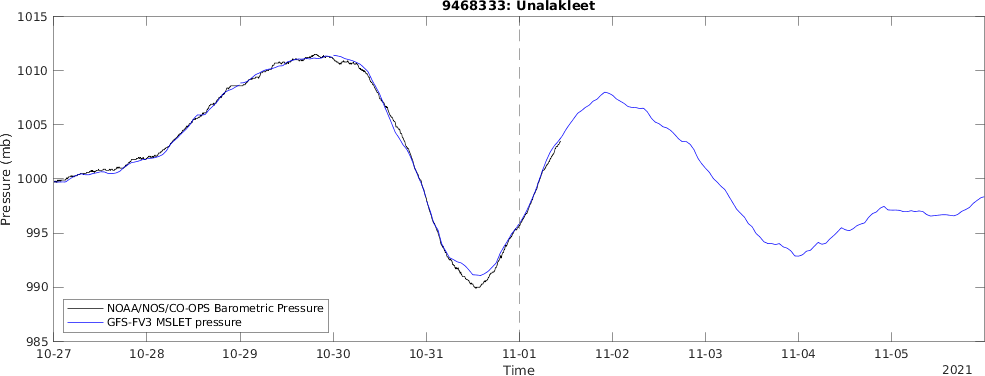 9468333: Unalakleet
1015
1010
1005
1000
995
990
985
Pressure (mb)
NOAA/NOS/CO-OPS Barometric Pressure
GFS-FV3 MSLET pressure
10-27 10-28 10-29 10-30 10-31 11-01 11-02 11-03 11-04 11-05
Time
2021